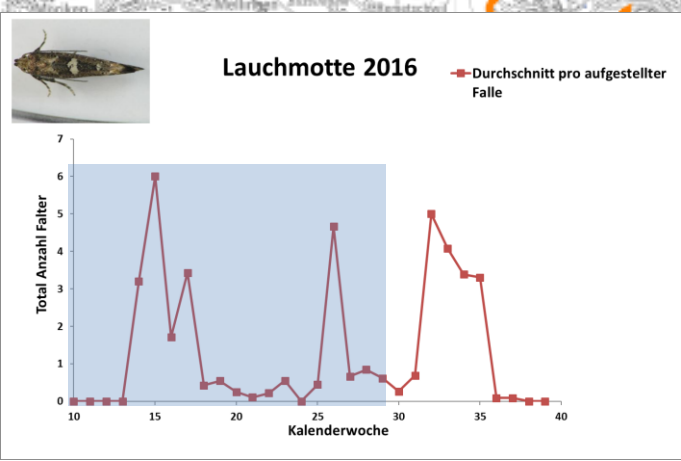 Lauchmotte 2016
Durchschnitt pro aufgestellter
Falle
Total Anzahl Falter
7
6
5
4
3
2
1
0
10 15 20 25 30 35 40
Kalenderwoche